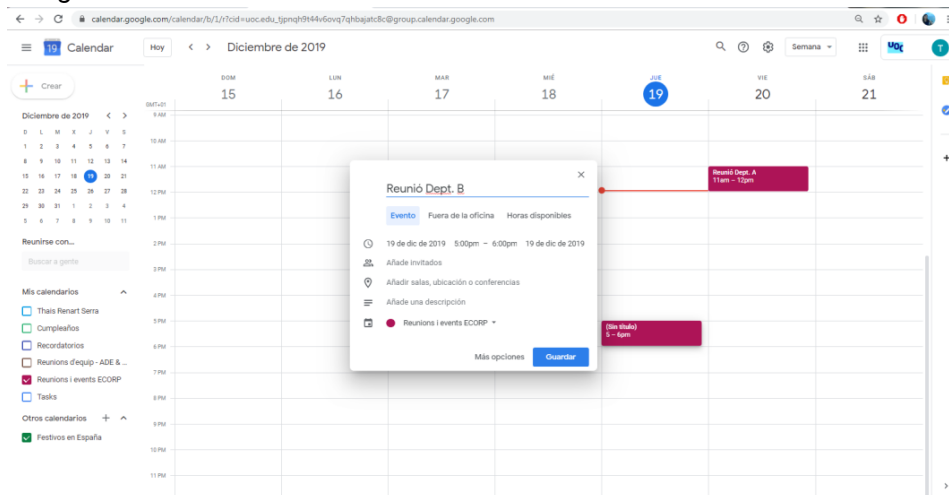 calendar.google.com/calendar/b/1/r?cid=uoc.edu_tjpnqh9t44v6ovq7qhbajatc8c@group.calendar.google.com
19 Calendar Hoy Diciembre de 2019 Semana UOC T
Crear
DOM LUN MAR MIÉ JUE VIE SÁB
15 16 17 18 19 20 21
GMT+01
Diciembre de 2019
D L M X J V S
1 2 3 4 5 6 7
8 9 10 11 12 13 14
15 16 17 18 19 20 21
22 23 24 25 26 27 28
29 30 31 1 2 3 4
5 6 7 8 9 10 11
Reunirse con...
Buscar a gente
Mis calendarios
Thais Renart Serra
Cumpleaños
Recordatorios
Reunions d'equip - ADE & ...
Reunions i events ECORP
Tasks
Otros calendarios
Festivos en España
9 AM
10 AM
11 AM
12 PM
1 PM
2 PM
3 PM
4 PM
5 PM
6 PM
7 PM
8 PM
9 PM
10 PM
11 PM
Reunió Dept. A
11am – 12pm
Reunió Dept. B
Evento Fuera de la oficina Horas disponibles
19 de dic de 2019 5:00pm – 6:00pm 19 de dic de 2019
Añade invitados
Añadir salas, ubicación o conferencias
Añade una descripción
Reunions i events ECORP
Más opciones Guardar
(Sin título)
5 – 6pm